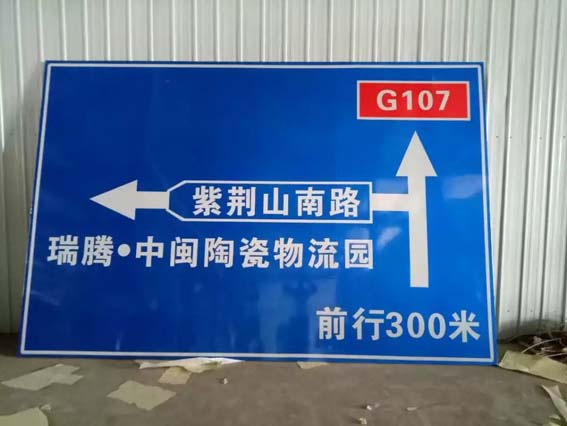 G107
紫荆山南路
瑞腾•中闽陶瓷物流园
前行300米